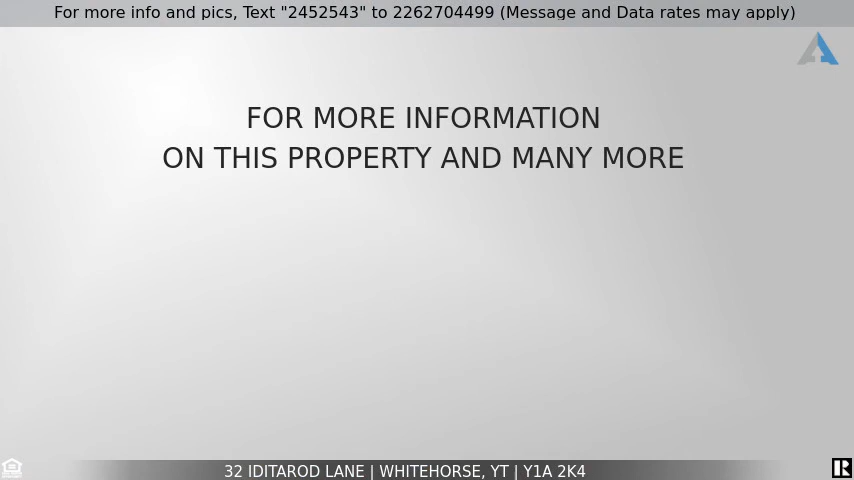 For more info and pics, Text "2452543" to 2262704499 (Message and Data rates may apply)
FOR MORE INFORMATION
ON THIS PROPERTY AND MANY MORE
32 IDITAROD LANE | WHITEHORSE, YT | Y1A 2K4